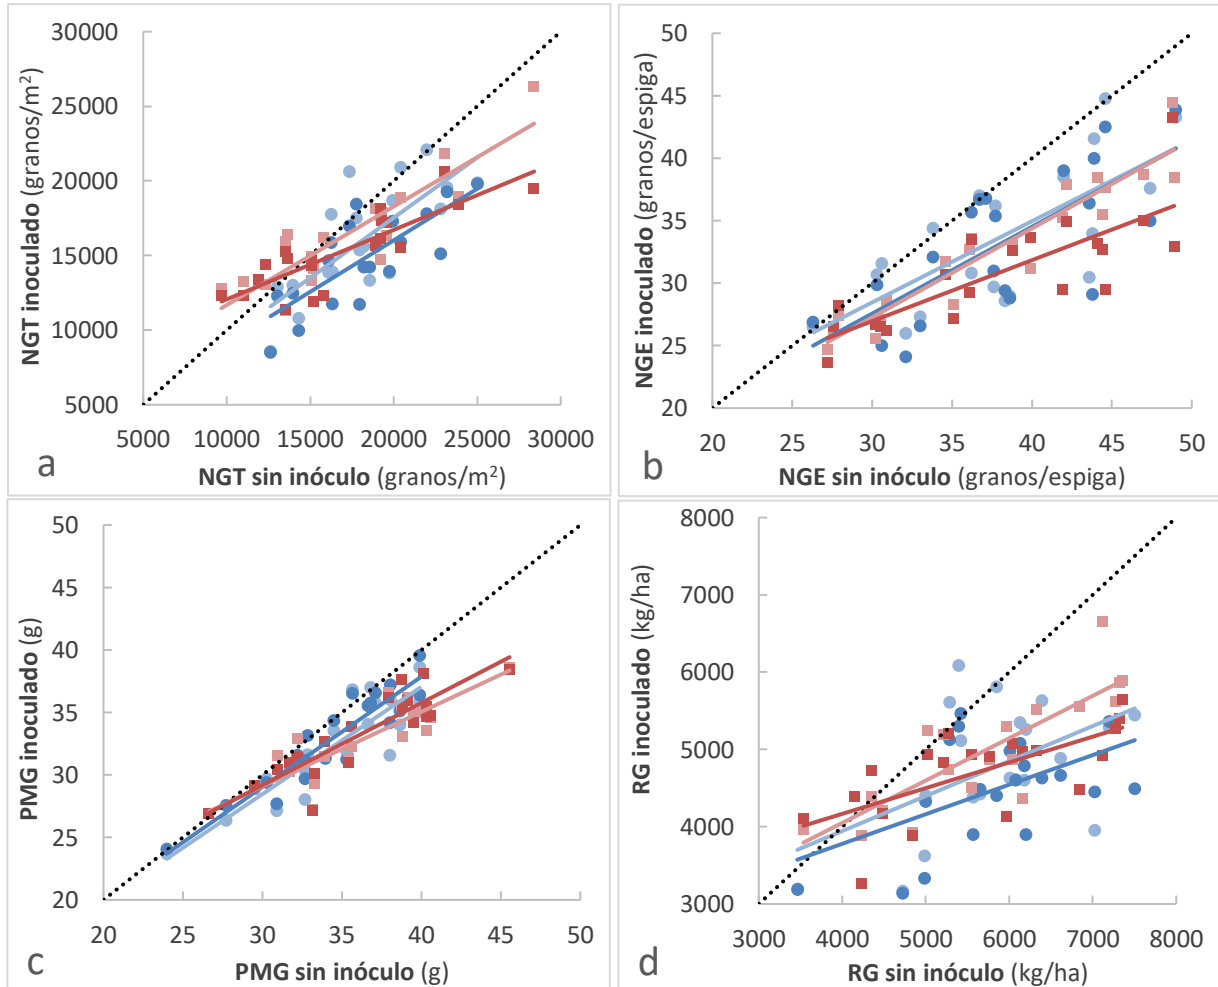 30000
25000
20000
15000
10000
5000
NGT inoculado (granos/m²)
5000 10000 15000 20000 25000 30000
a
NGT sin inóculo (granos/m²)
50
45
40
35
30
25
20
NGE inoculado (granos/espiga)
20 25 30 35 40 45 50
b
NGE sin inóculo (granos/espiga)
50
45
40
35
30
25
20
PMG inoculado (g)
20 25 30 35 40 45 50
c
PMG sin inóculo (g)
8000
7000
6000
5000
4000
3000
RG inoculado (kg/ha)
3000 4000 5000 6000 7000 8000
RG sin inóculo (kg/ha)
d